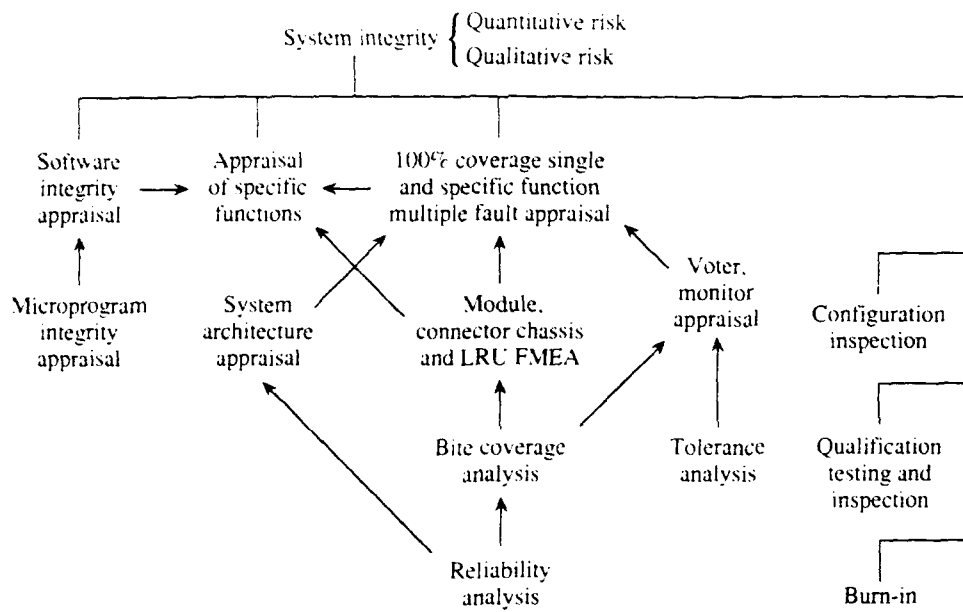 System integrity
Quantitative risk
Qualitative risk
Software
integrity
appraisal
Appraisal
of specific
functions
100% coverage single
and specific function
multiple fault appraisal
Microprogram
integrity
appraisal
System
architecture
appraisal
Module,
connector chassis
and LRU FMEA
Voter,
monitor
appraisal
Configuration
inspection
Bite coverage
analysis
Tolerance
analysis
Qualification
testing and
inspection
Reliability
analysis
Burn-in